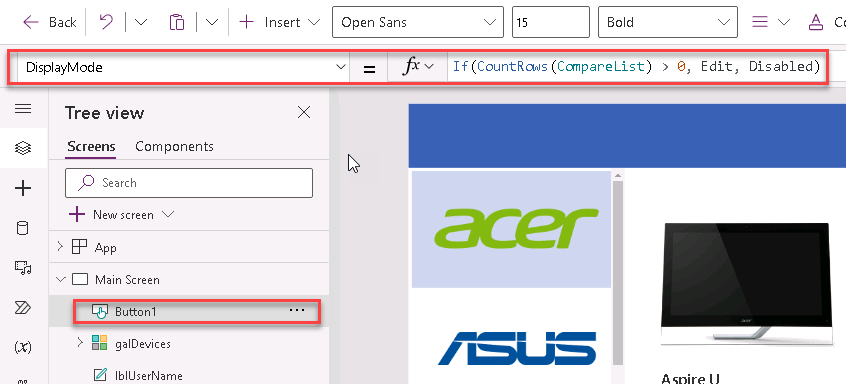 Back
Insert
Open Sans
15
Bold
DisplayMode
= fx If(CountRows(CompareList) > 0, Edit, Disabled)
Tree view
Screens Components
Search
New screen
App
Main Screen
Button1
galDevices
lblUserName
(x)
acer
ASUS
acer
Aspire U